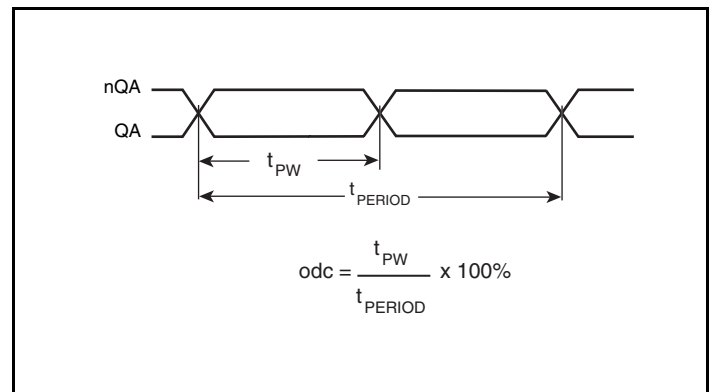 nQA
QA
tPW
tPERIOD
odc = tPW / tPERIOD x 100%